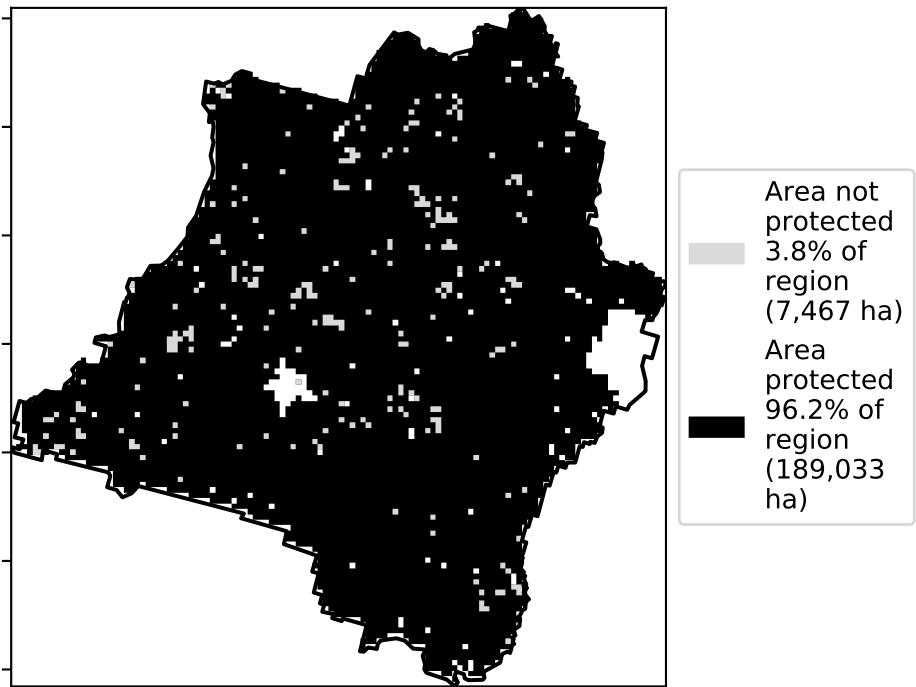 Area not
protected
3.8% of
region
(7,467 ha)
Area
protected
96.2% of
region
(189,033
ha)